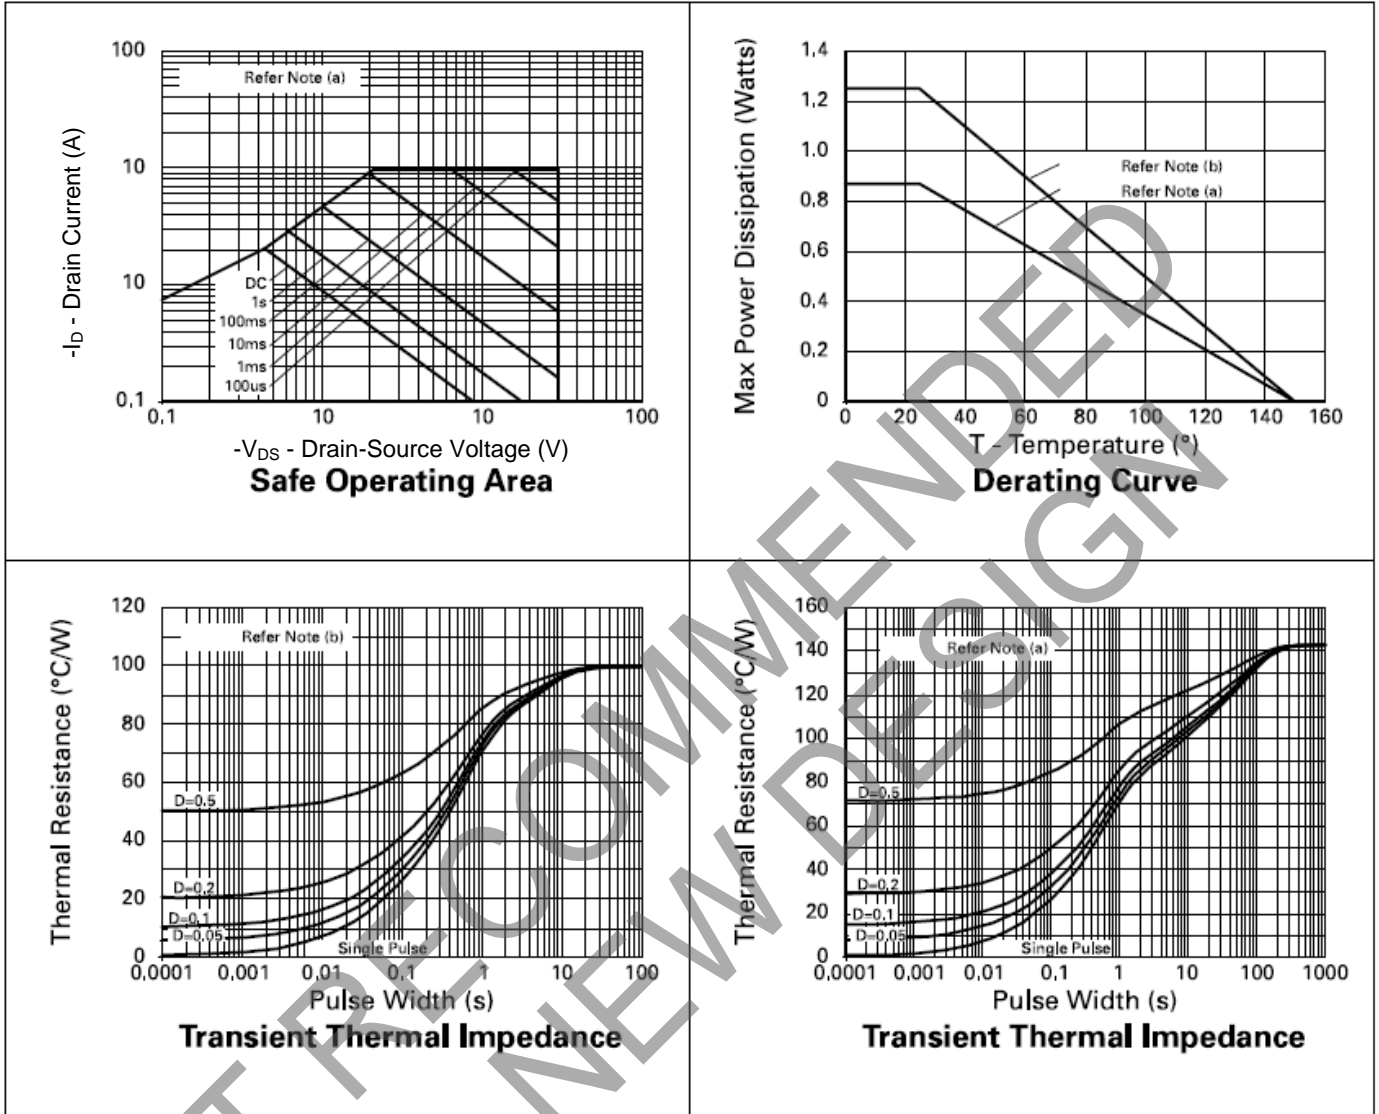 100
10
10
0.1
-ID - Drain Current (A)
Refer Note (a)
DC
1s
100ms
10ms
1ms
100us
0.1
10
10
100
-VDS - Drain-Source Voltage (V)
Safe Operating Area
1.4
1.2
1.0
0.8
0.6
0.4
0.2
0
Max Power Dissipation (Watts)
Refer Note (b)
Refer Note (a)
0
20
40
60
80
100
120
140
160
T - Temperature (°)
Derating Curve
120
100
80
60
40
20
0
Thermal Resistance (°C/W)
Refer Note (b)
D=0.5
D=0.2
D=0.1
D=0.05
Single Pulse
0.0001
0.001
0.01
0.1
1
10
100
Pulse Width (s)
Transient Thermal Impedance
160
140
120
100
80
60
40
20
0
Thermal Resistance (°C/W)
Refer Note (a)
D=0.5
D=0.2
D=0.1
D=0.05
Single Pulse
0.0001
0.001
0.01
0.1
1
10
100
1000
Pulse Width (s)
Transient Thermal Impedance
T RECOMMENDED
NEW DESIGN